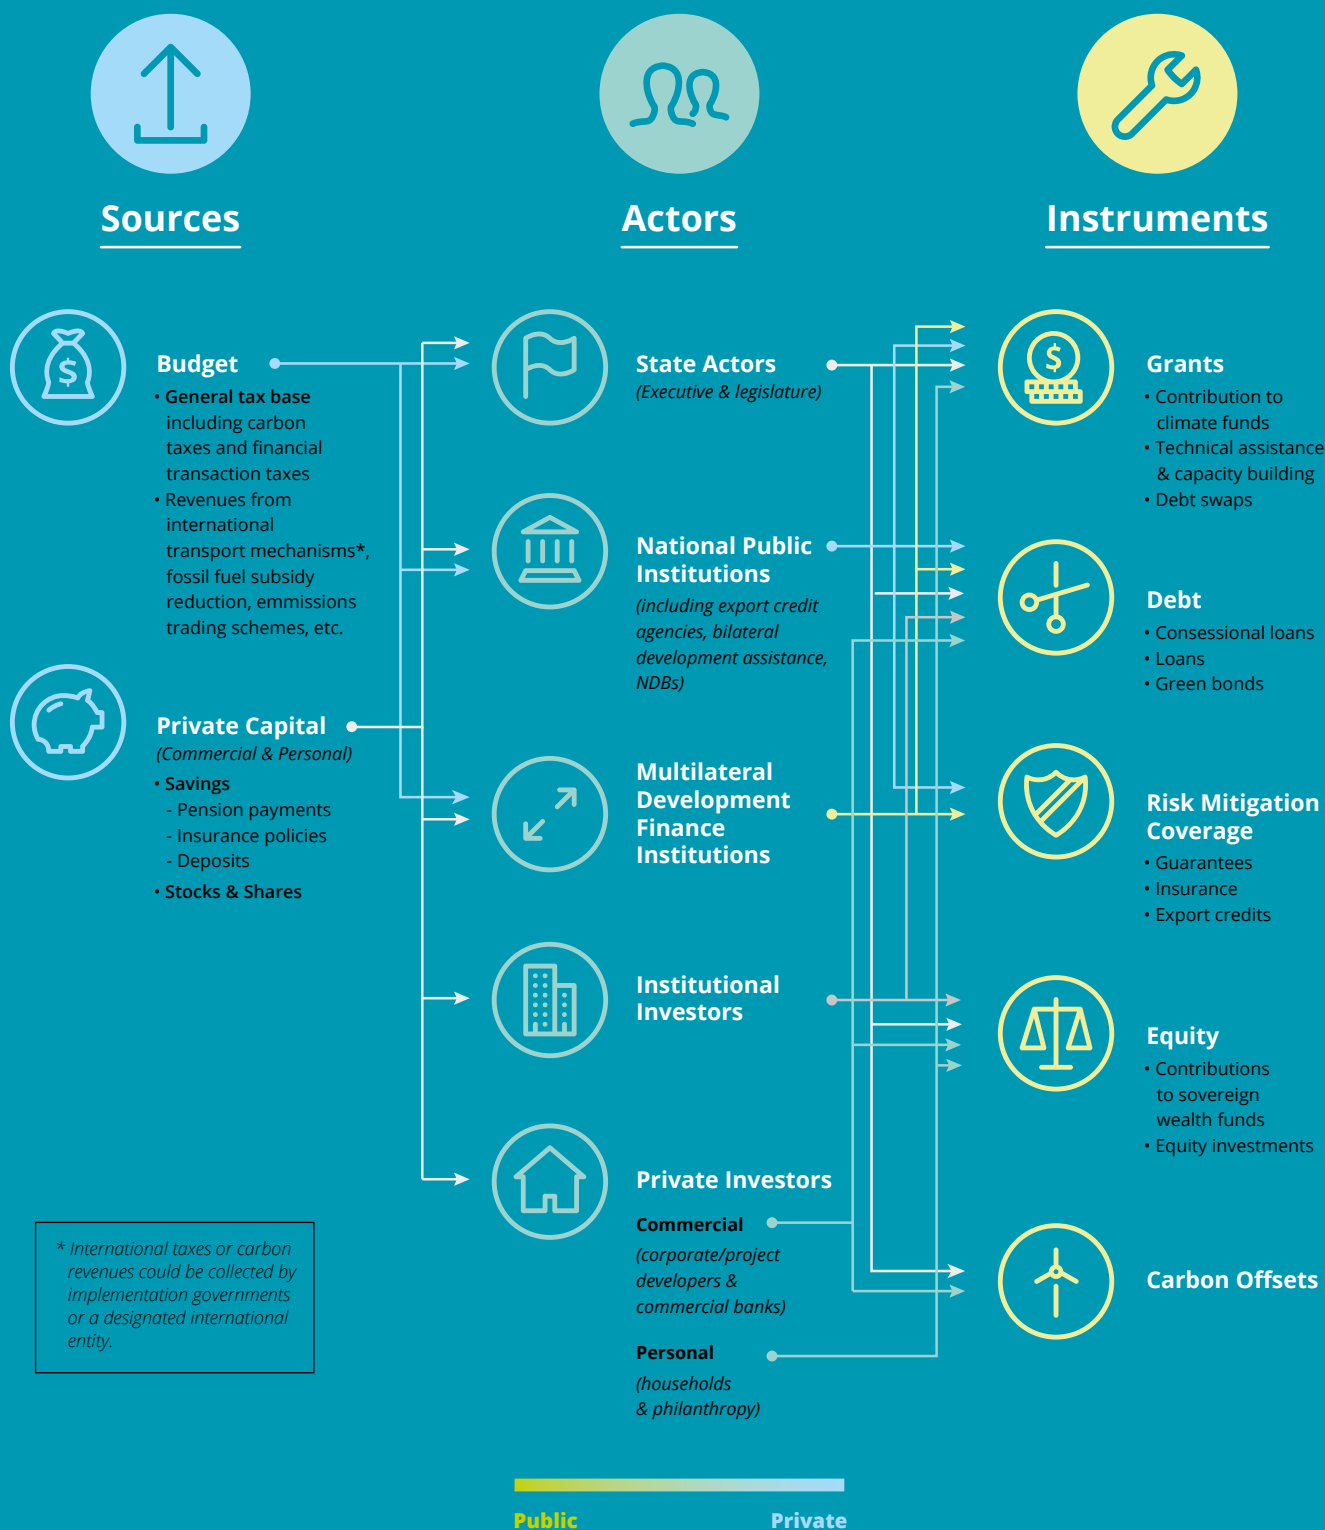 Sources
Budget
• General tax base
including carbon
taxes and financial
transaction taxes
• Revenues from
international
transport mechanisms*,
fossil fuel subsidy
reduction, emmissions
trading schemes, etc.
Private Capital
(Commercial & Personal)
• Savings
- Pension payments
- Insurance policies
- Deposits
• Stocks & Shares
* International taxes or carbon
revenues could be collected by
implementation governments
or a designated international
entity.
Actors
State Actors
(Executive & legislature)
National Public
Institutions
(including export credit
agencies, bilateral
development assistance,
NDBs)
Multilateral
Development
Finance
Institutions
Institutional
Investors
Private Investors
Commercial
(corporate/project
developers &
commercial banks)
Personal
(households
& philanthropy)
Instruments
Grants
• Contribution to
climate funds
• Technical assistance
& capacity building
• Debt swaps
Debt
• Consessional loans
• Loans
• Green bonds
Risk Mitigation
Coverage
• Guarantees
• Insurance
• Export credits
Equity
• Contributions
to sovereign
wealth funds
• Equity investments
Carbon Offsets
Public
Private